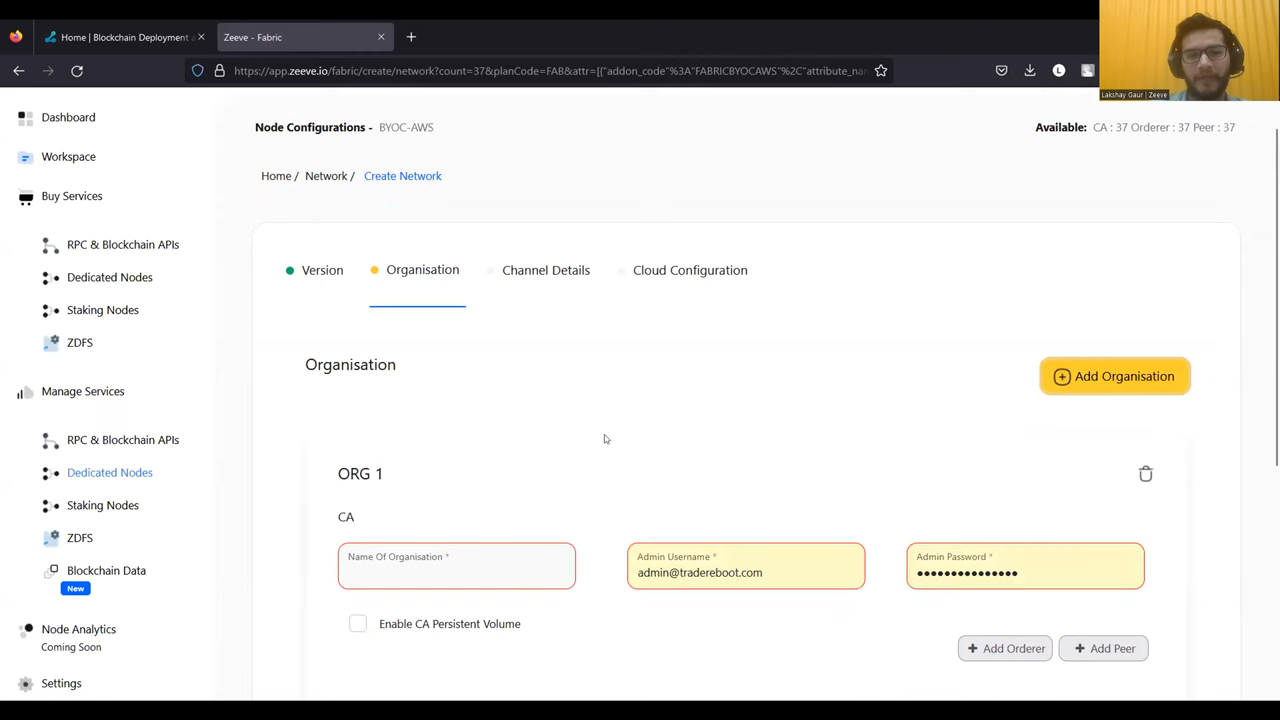 Home | Blockchain Deployment
Zeeve - Fabric
https://app.zeeve.io/fabric/create/network?count=37&planCode=FAB&attr=[{"addon_code"%3A"FABRICBYOCAWS"%2C"attribute_na
L
Lakshay Gaur | Zeeve
Dashboard
Workspace
Buy Services
RPC & Blockchain APIs
Dedicated Nodes
Staking Nodes
ZDFS
Manage Services
RPC & Blockchain APIs
Dedicated Nodes
Staking Nodes
ZDFS
Blockchain Data
New
Node Analytics
Coming Soon
Settings
Node Configurations - BYOC-AWS
Available: CA : 37 Orderer : 37 Peer : 37
Home / Network / Create Network
Version
Organisation
Channel Details
Cloud Configuration
Organisation
Add Organisation
ORG 1
CA
Name Of Organisation *
Admin Username *
admin@tradereboot.com
Admin Password *
•••••••••••••••
Enable CA Persistent Volume
+ Add Orderer
+ Add Peer